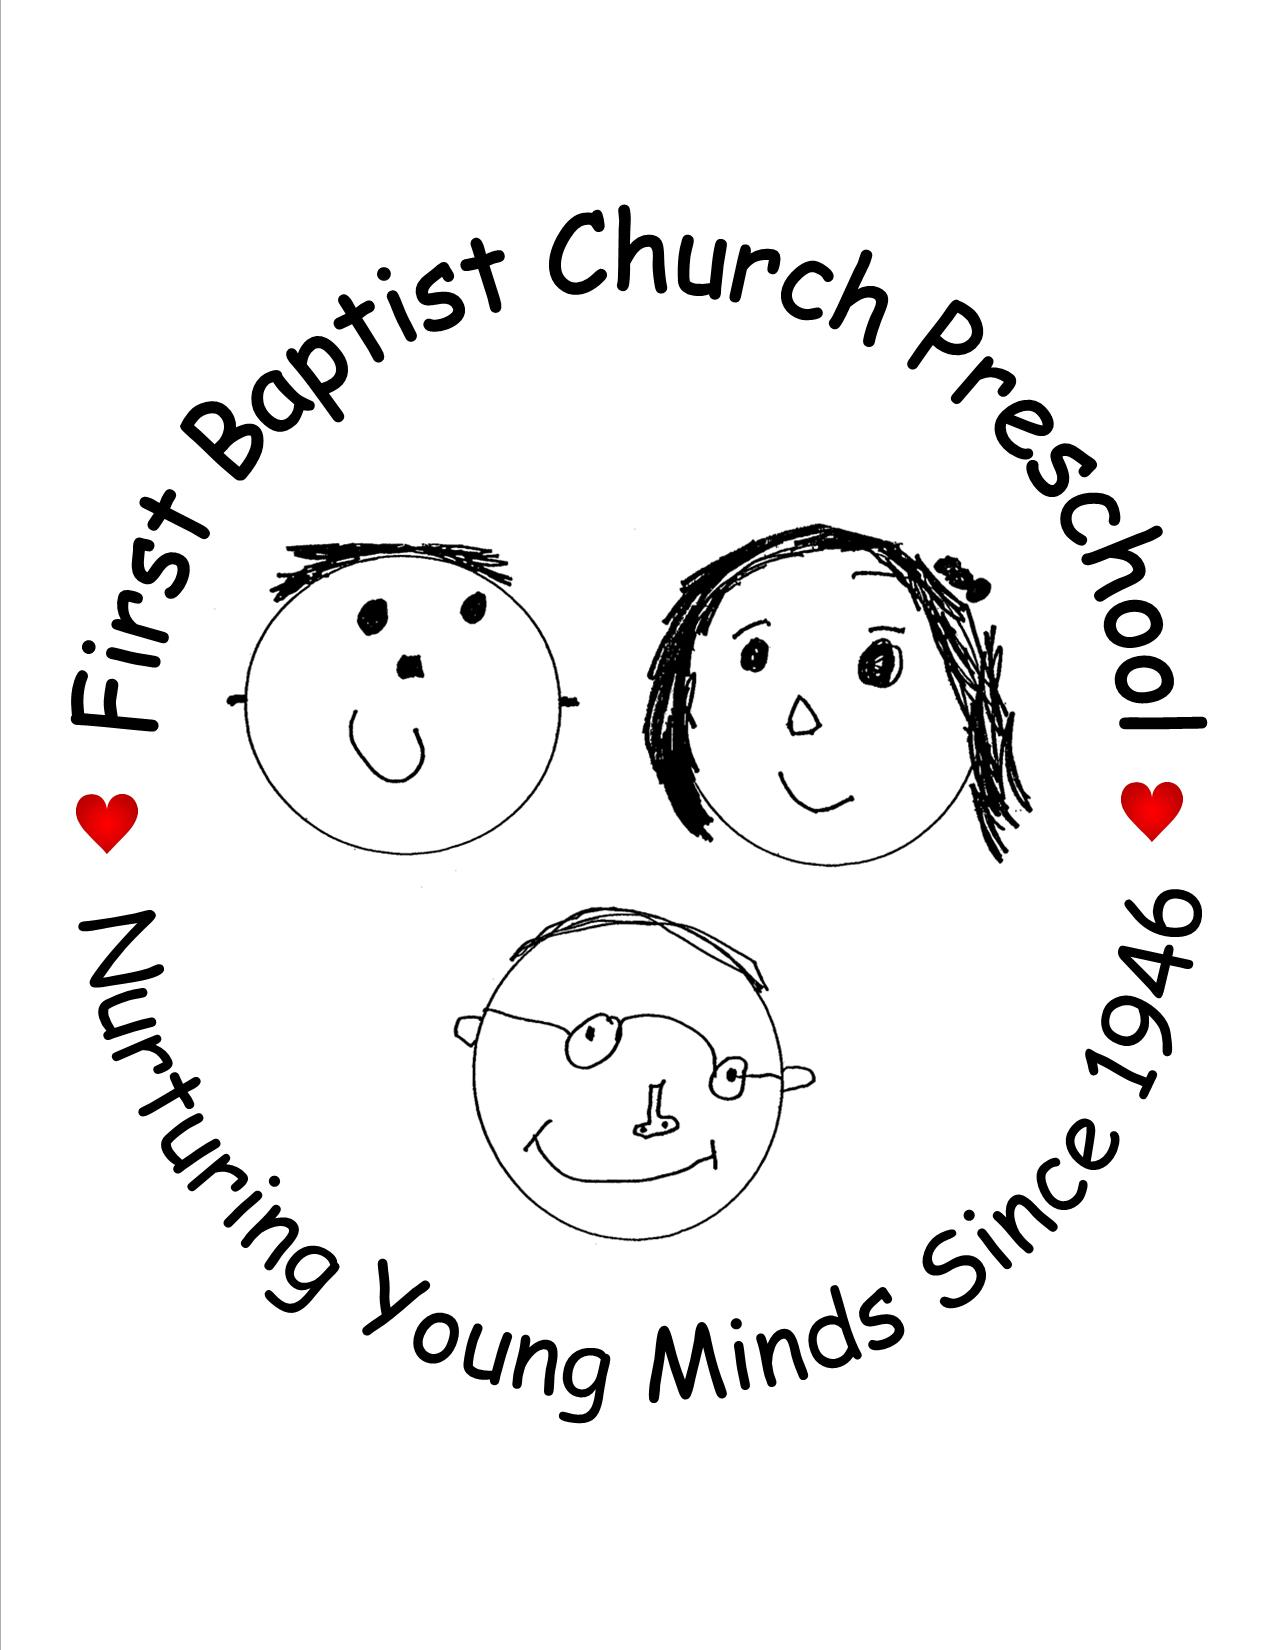 First Baptist Church Preschool
Nurturing Young Minds Since 1946